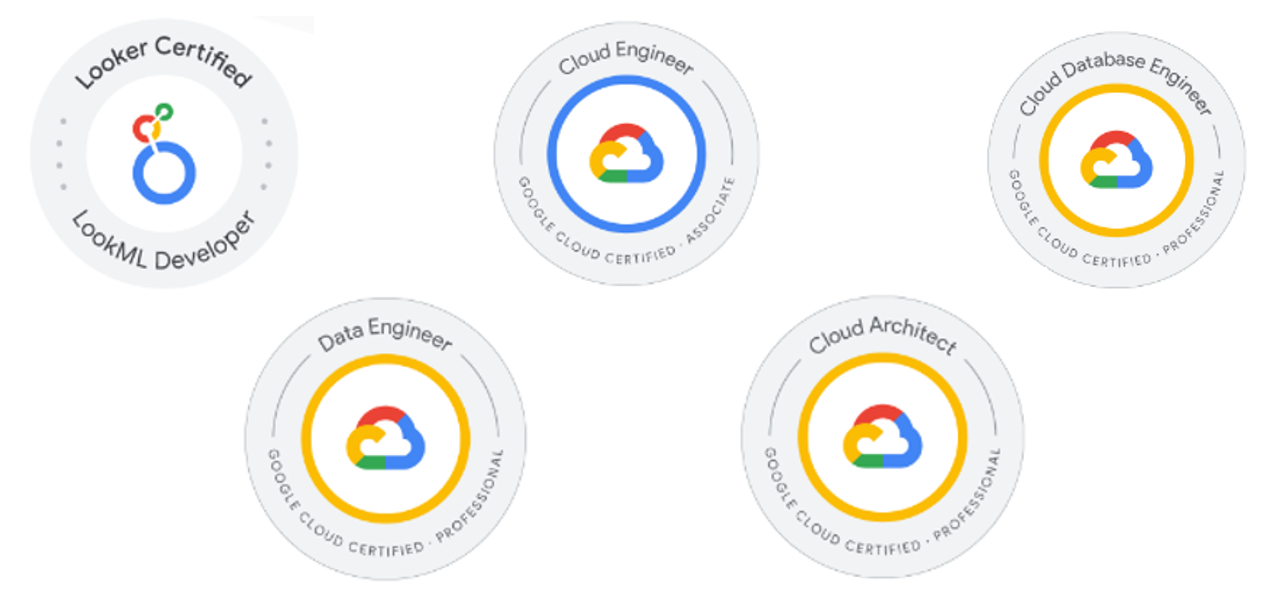 Looker Certified
LookML Developer
Cloud Engineer
GOOGLE CLOUD CERTIFIED · ASSOCIATE
Cloud Database Engineer
GOOGLE CLOUD CERTIFIED · PROFESSIONAL
Data Engineer
GOOGLE CLOUD CERTIFIED · PROFESSIONAL
Cloud Architect
GOOGLE CLOUD CERTIFIED · PROFESSIONAL